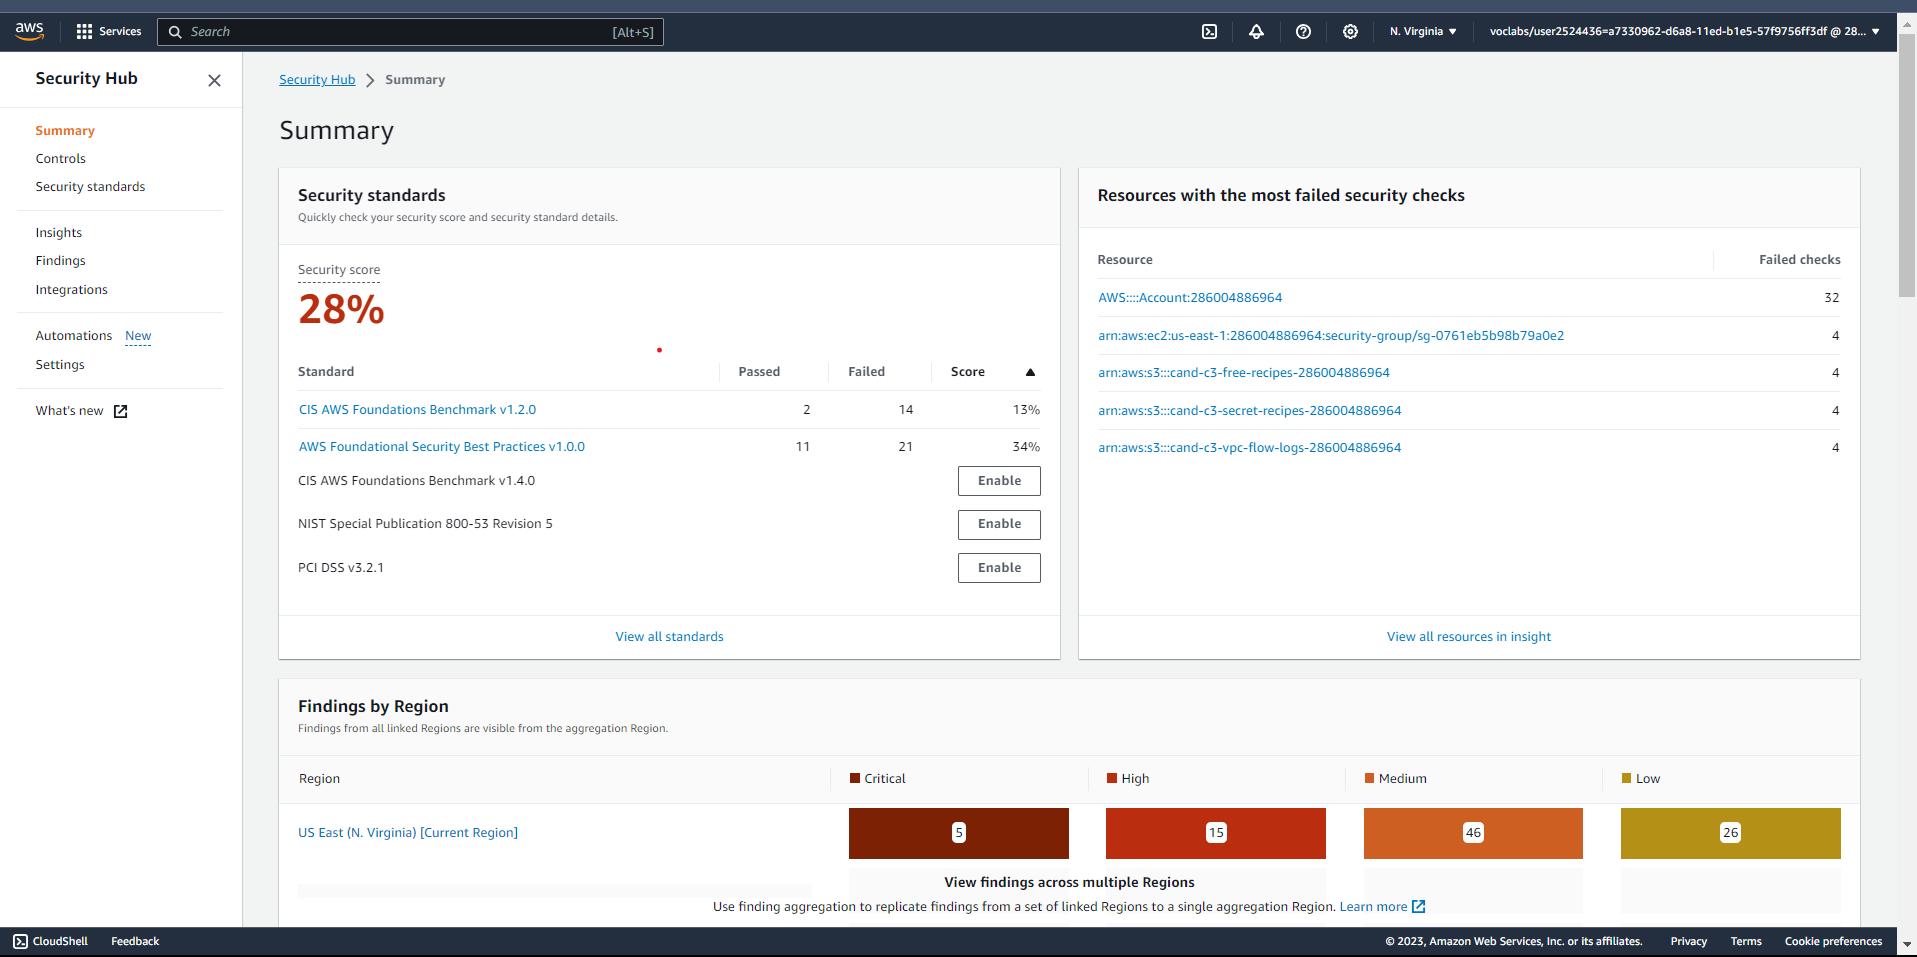 aws
Services
Search
[Alt+S]
N. Virginia
voclabs/user2524436=a7330962-d6a8-11ed-b1e5-57f9756ff3df @ 28...
Security Hub
Summary
Controls
Security standards
Insights
Findings
Integrations
Automations New
Settings
What's new
Security Hub Summary
Summary
Security standards
Quickly check your security score and security standard details.
Security score
28%
Standard Passed Failed Score
CIS AWS Foundations Benchmark v1.2.0 2 14 13%
AWS Foundational Security Best Practices v1.0.0 11 21 34%
CIS AWS Foundations Benchmark v1.4.0 Enable
NIST Special Publication 800-53 Revision 5 Enable
PCI DSS v3.2.1 Enable
View all standards
Resources with the most failed security checks
Resource Failed checks
AWS::::Account:286004886964 32
arn:aws:ec2:us-east-1:286004886964:security-group/sg-0761eb5b98b79a0e2 4
arn:aws:s3:::cand-c3-free-recipes-286004886964 4
arn:aws:s3:::cand-c3-secret-recipes-286004886964 4
arn:aws:s3:::cand-c3-vpc-flow-logs-286004886964 4
View all resources in insight
Findings by Region
Findings from all linked Regions are visible from the aggregation Region.
Region Critical High Medium Low
US East (N. Virginia) [Current Region] 5 15 46 26
View findings across multiple Regions
Use finding aggregation to replicate findings from a set of linked Regions to a single aggregation Region. Learn more
CloudShell Feedback © 2023, Amazon Web Services, Inc. or its affiliates. Privacy Terms Cookie preferences